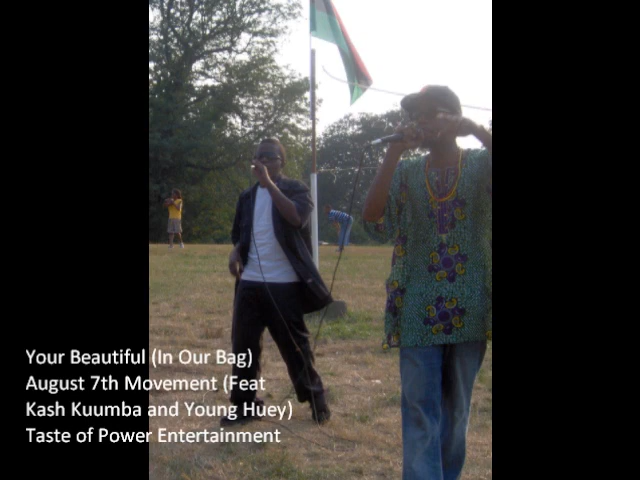 Your Beautiful (In Our Bag)
August 7th Movement (Feat
Kash Kuumba and Young Huey)
Taste of Power Entertainment